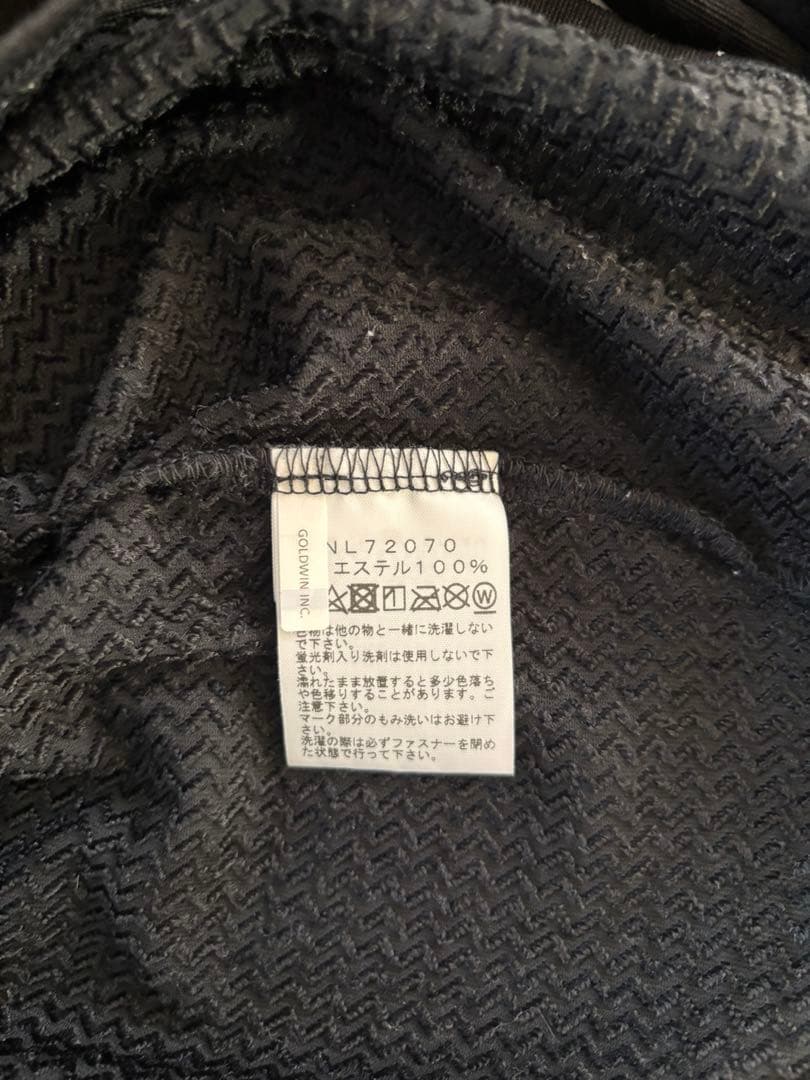 GOLDWIN INC.
NL72070
エステル100%
W
物は他の物と一緒に洗濯しない
で下さい。
蛍光剤入り洗剤は使用しないで下
さい。
濡れたまま放置すると多少色落ち
や色移りすることがあります。ご
注意下さい。
マーク部分のもみ洗いはお避け下
さい。
洗濯の際は必ずファスナーを閉め
た状態で行って下さい。